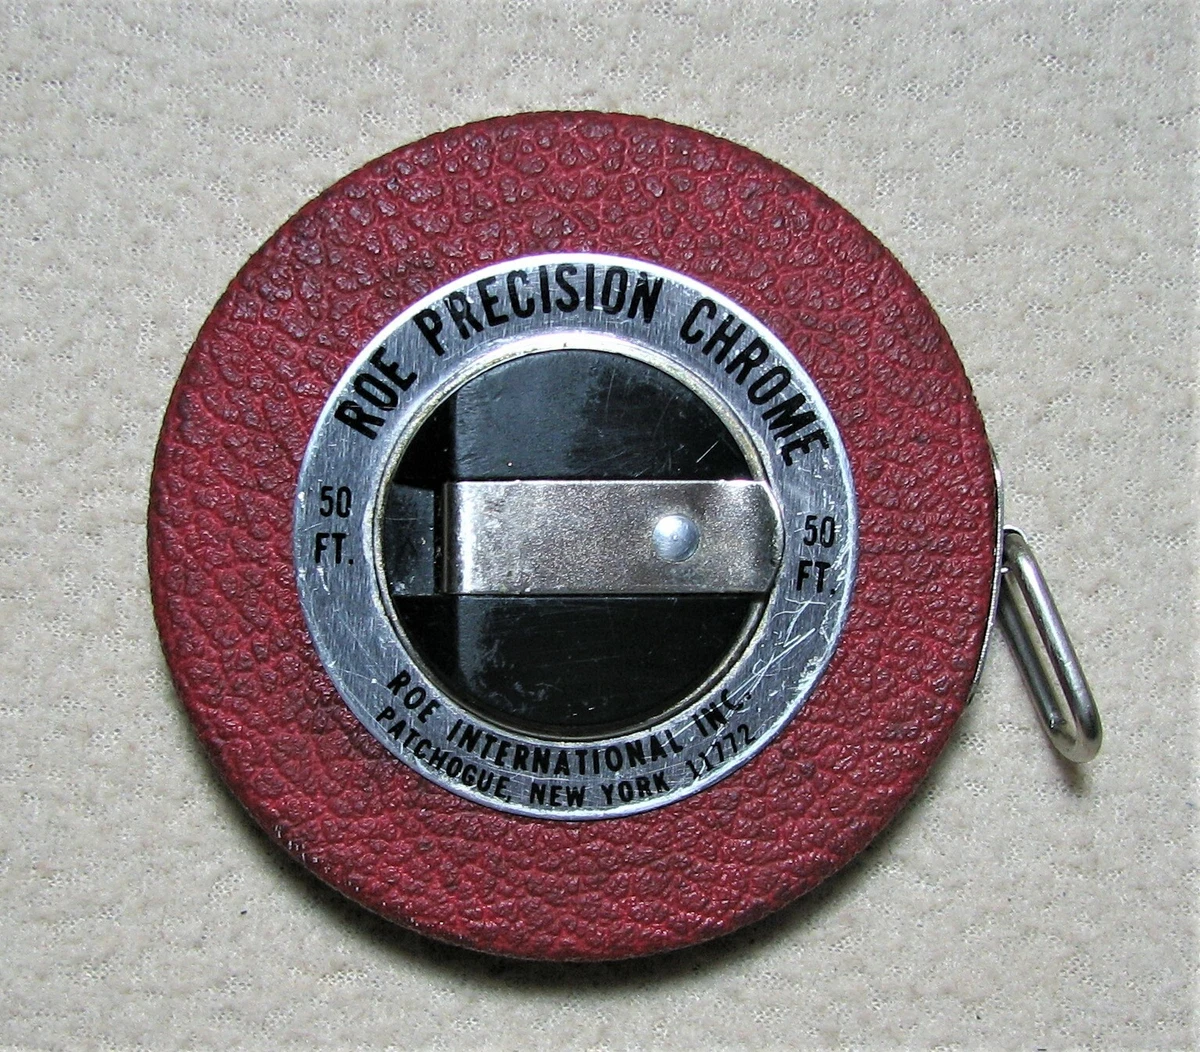 ROE PRECISION CHROME
50
FT.
50
FT.
ROE INTERNATIONAL INC.
PATCHOGUE, NEW YORK 11772